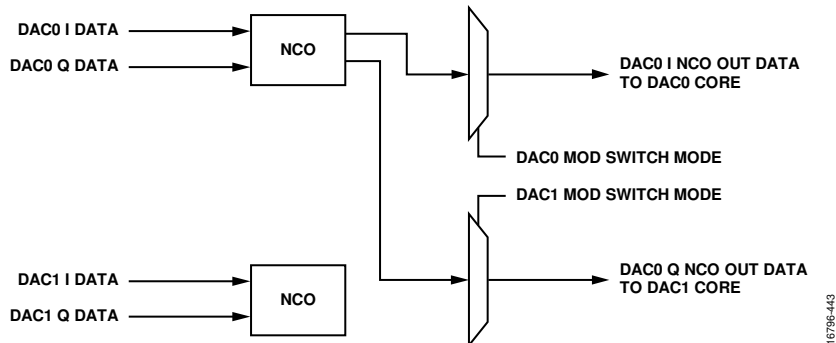 DAC0 I DATA
DAC0 Q DATA
NCO
DAC0 I NCO OUT DATA
TO DAC0 CORE
DAC0 MOD SWITCH MODE
DAC1 MOD SWITCH MODE
DAC1 I DATA
DAC1 Q DATA
NCO
DAC0 Q NCO OUT DATA
TO DAC1 CORE
16796-443